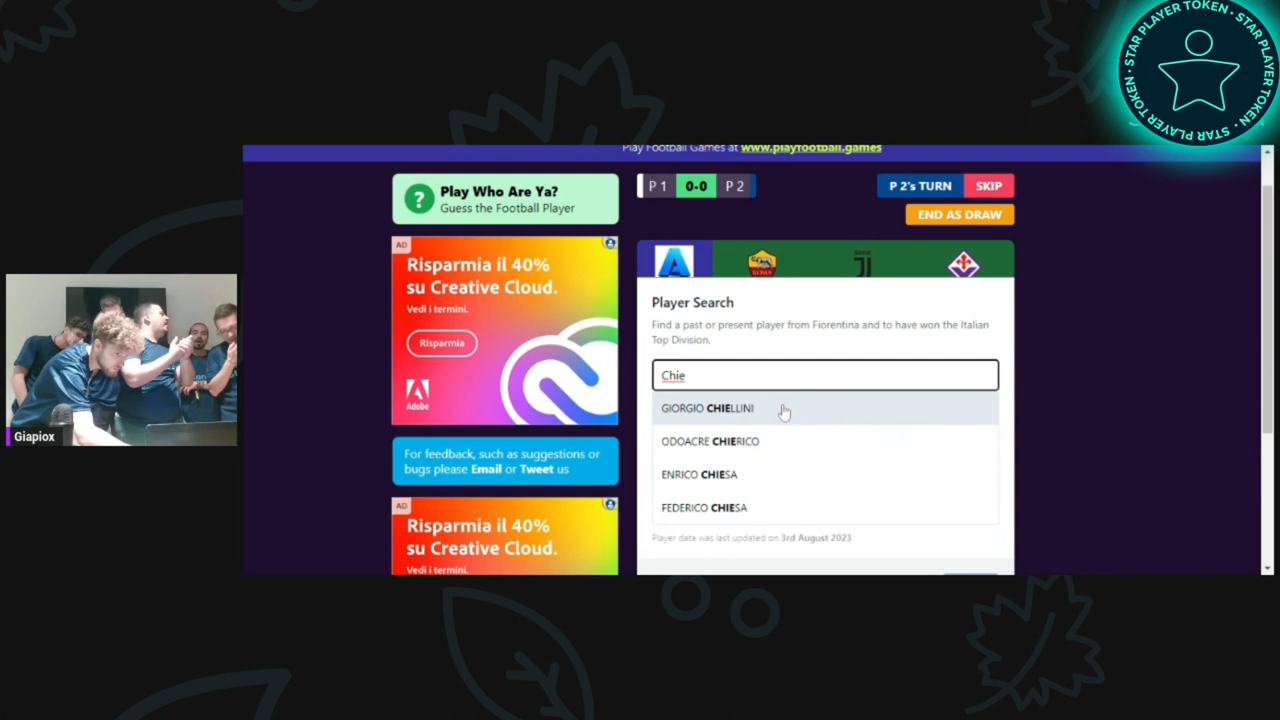 STAR PLAYER TOKEN • STAR PLAYER TOKEN • STAR PLAYER TOKEN •
Play Football Games at www.playfootball.games
Play Who Are Ya?
Guess the Football Player
P 1 0-0 P 2
P 2's TURN SKIP
END AS DRAW
AD
Risparmia il 40%
su Creative Cloud.
Vedi i termini.
Risparmia
Adobe
ROMA
Player Search
Find a past or present player from Fiorentina and to have won the Italian
Top Division.
Chie
GIORGIO CHIELLINI
ODOACRE CHIERICO
ENRICO CHIESA
FEDERICO CHIESA
Player data was last updated on 3rd August 2023
For feedback, such as suggestions or
bugs please Email or Tweet us
AD
Risparmia il 40%
su Creative Cloud.
Vedi i termini.
Giapiox